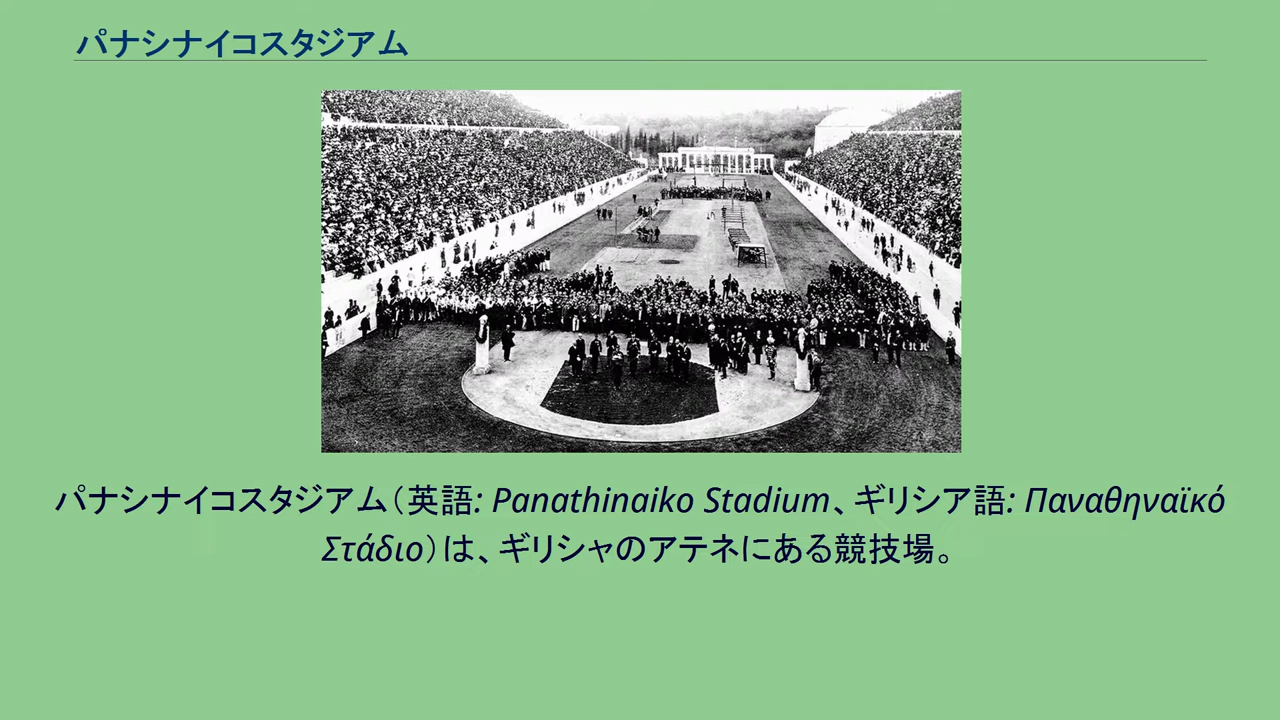 パナシナイコスタジアム
パナシナイコスタジアム（英語: Panathinaiko Stadium、ギリシア語: Παναθηναϊκό
Στάδιο）は、ギリシャのアテネにある競技場。